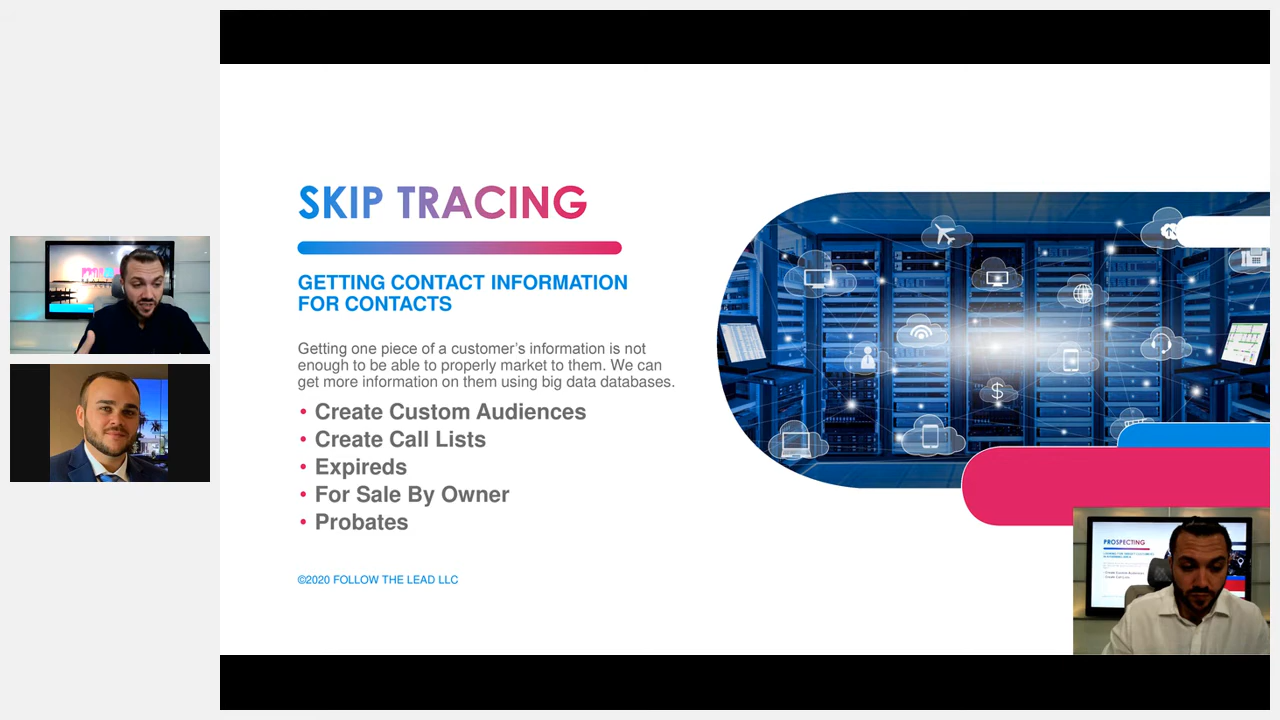 SKIP TRACING
GETTING CONTACT INFORMATION
FOR CONTACTS
Getting one piece of a customer's information is not
enough to be able to properly market to them. We can
get more information on them using big data databases.
• Create Custom Audiences
• Create Call Lists
• Expireds
• For Sale By Owner
• Probates
©2020 FOLLOW THE LEAD LLC
$
PROSPECTING